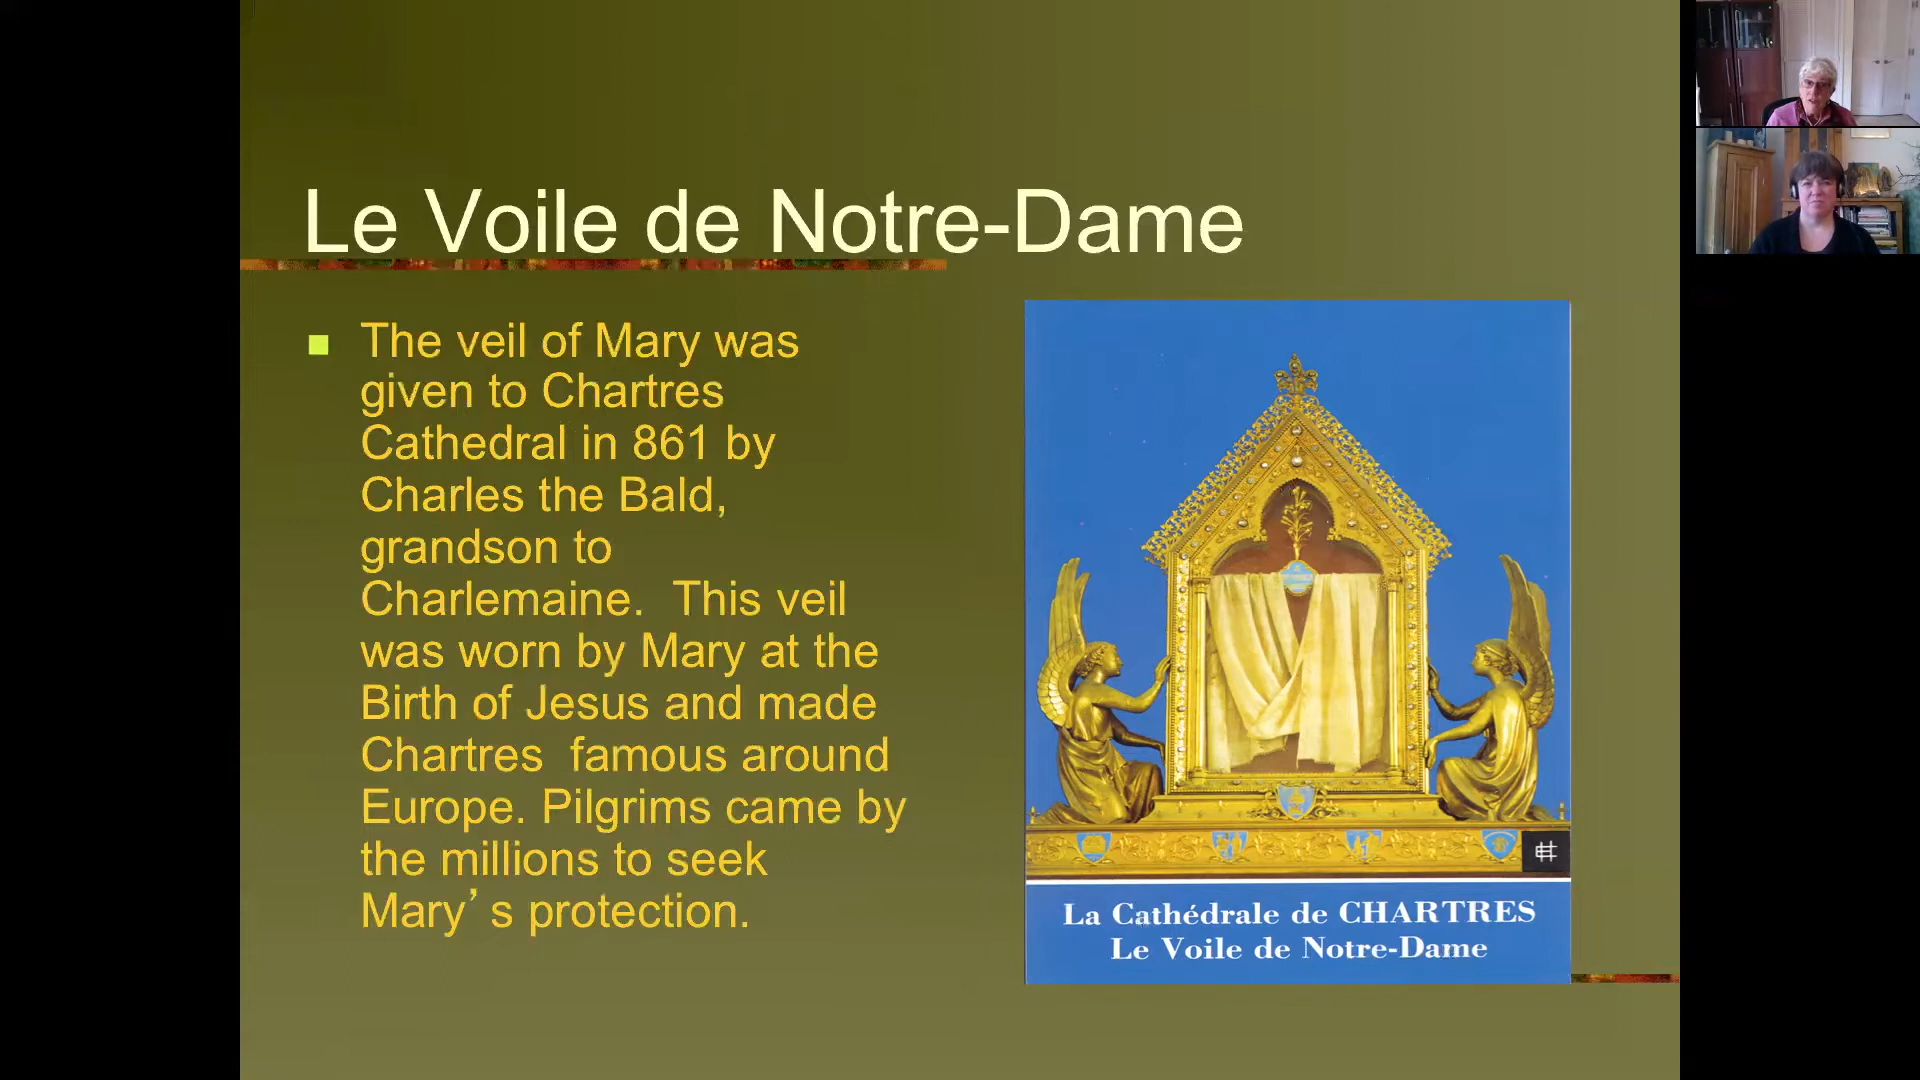 Le Voile de Notre-Dame
The veil of Mary was
given to Chartres
Cathedral in 861 by
Charles the Bald,
grandson to
Charlemaine.  This veil
was worn by Mary at the
Birth of Jesus and made
Chartres  famous around
Europe. Pilgrims came by
the millions to seek
Mary’s protection.
La Cathédrale de CHARTRES
Le Voile de Notre-Dame